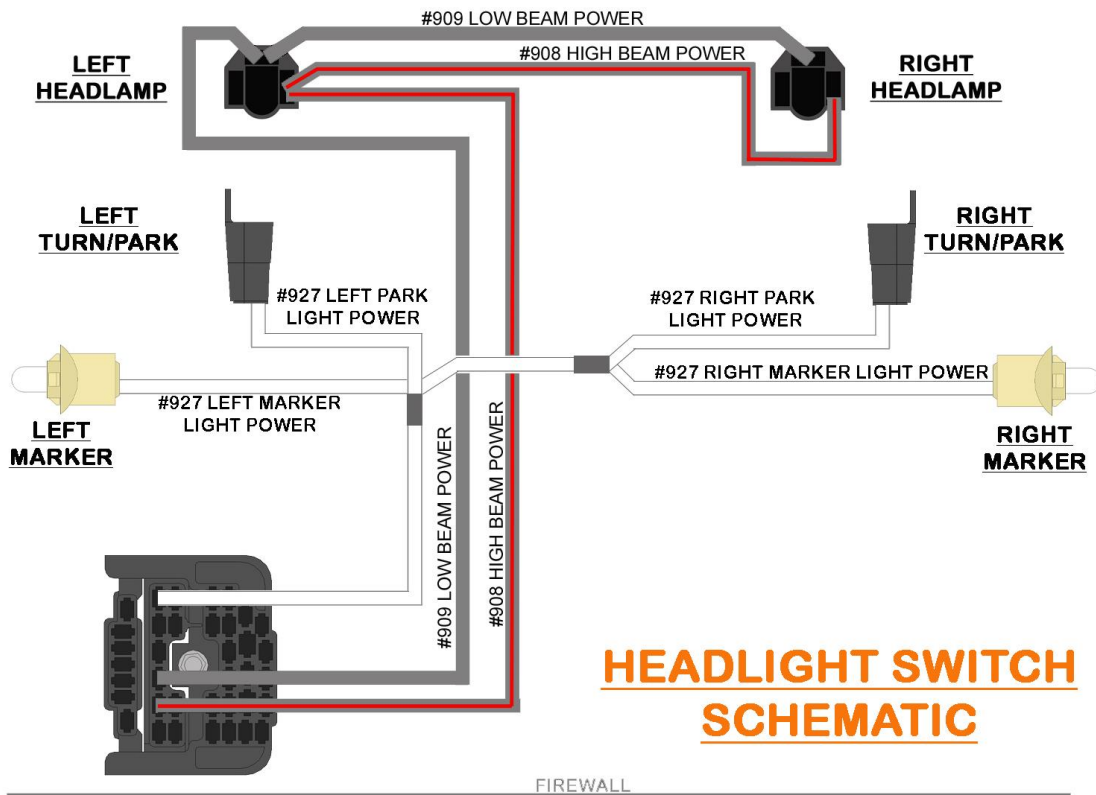 #909 LOW BEAM POWER
#908 HIGH BEAM POWER
LEFT
HEADLAMP
RIGHT
HEADLAMP
LEFT
TURN/PARK
RIGHT
TURN/PARK
#927 LEFT PARK
LIGHT POWER
#927 RIGHT PARK
LIGHT POWER
#927 RIGHT MARKER LIGHT POWER
#927 LEFT MARKER
LIGHT POWER
LEFT
MARKER
RIGHT
MARKER
#909 LOW BEAM POWER
#908 HIGH BEAM POWER
HEADLIGHT SWITCH
SCHEMATIC
FIREWALL